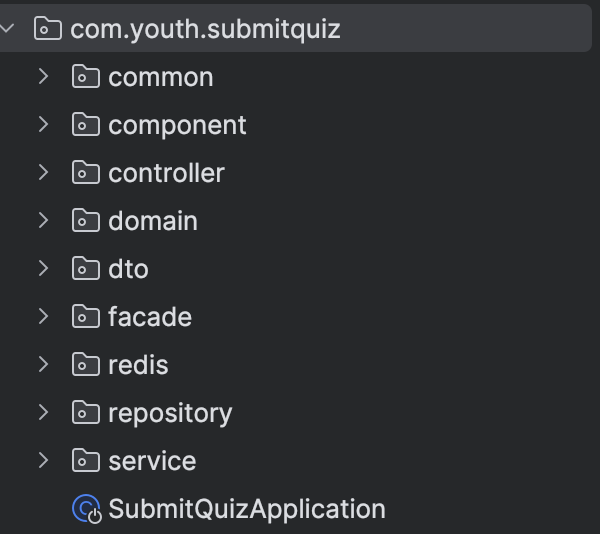 com.youth.submitquiz
common
component
controller
domain
dto
facade
redis
repository
service
SubmitQuizApplication